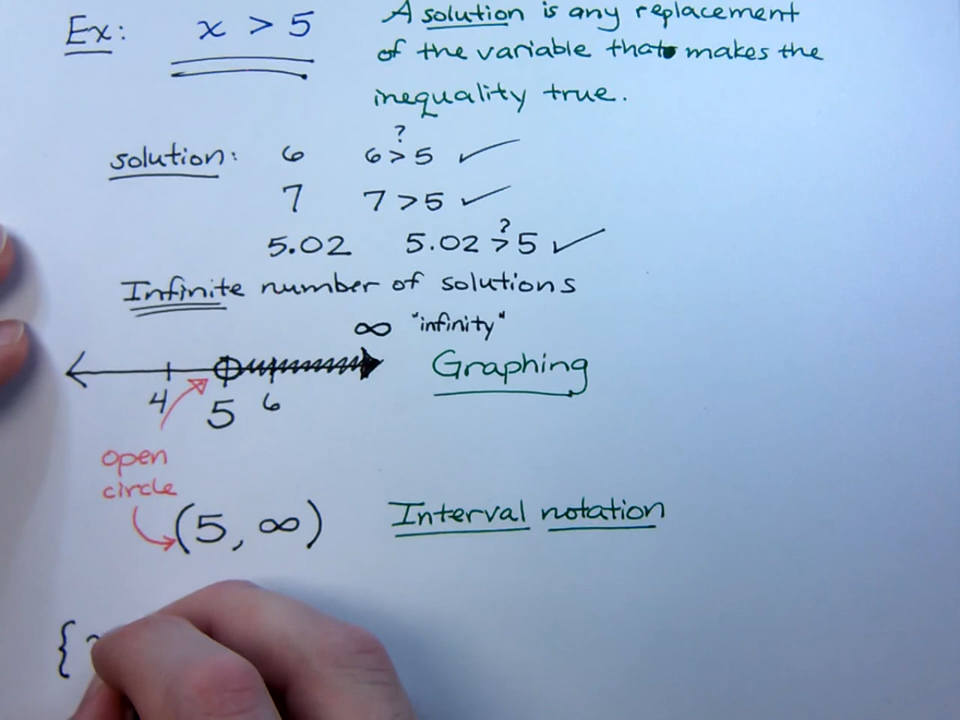 Ex: x > 5
A solution is any replacement
of the variable that makes the
inequality true.
solution: 6 6 >? 5 ✓
7 7 > 5 ✓
5.02 5.02 >? 5 ✓
Infinite number of solutions
∞ "infinity"
4 5 6 Graphing
open
circle
(5, ∞) Interval notation
{